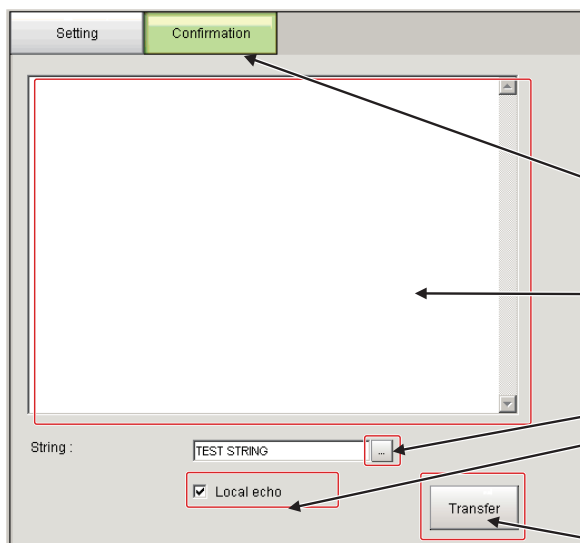 Setting
Confirmation
String :
TEST STRING
...
Local echo
Transfer